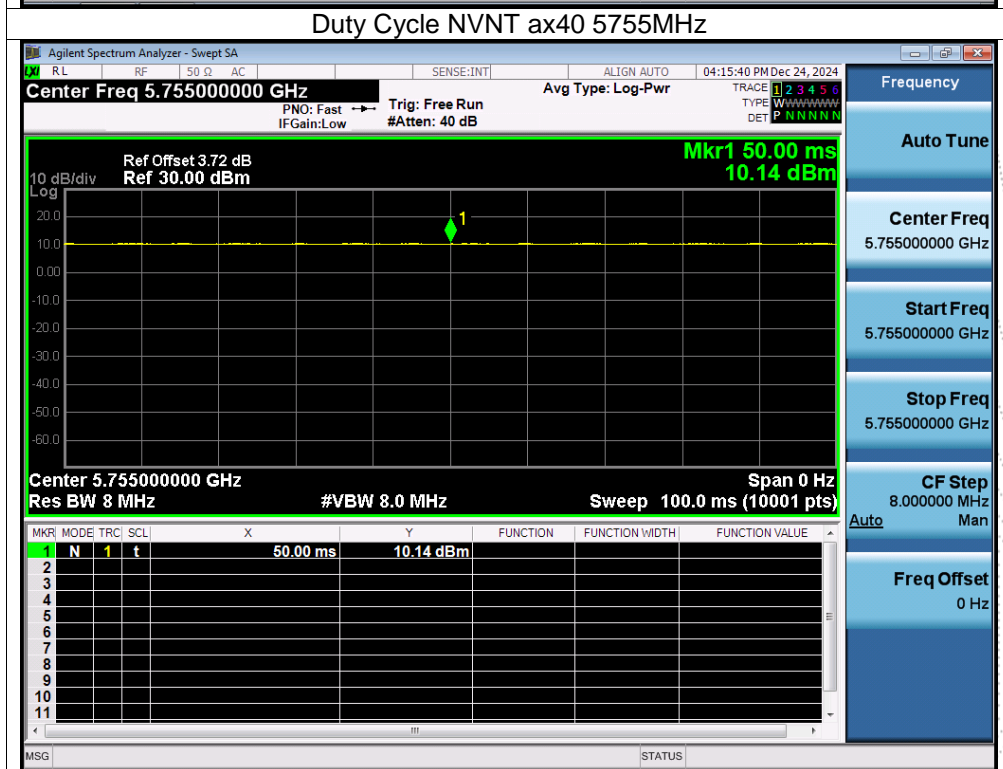 Duty Cycle NVNT ax40 5755MHz
Agilent Spectrum Analyzer - Swept SA
LXI RL RF 50 Ω AC SENSE:INT ALIGN AUTO 04:15:40 PM Dec 24, 2024
Center Freq 5.755000000 GHz
PNO: Fast
IFGain:Low
Trig: Free Run
#Atten: 40 dB
Avg Type: Log-Pwr
TRACE 1 2 3 4 5 6
TYPE WWWWWWW
DET P N N N N N
Frequency
Mkr1 50.00 ms
10.14 dBm
Ref Offset 3.72 dB
10 dB/div Ref 30.00 dBm
Log
20.0
10.0
0.00
-10.0
-20.0
-30.0
-40.0
-50.0
-60.0
1
Center 5.755000000 GHz Span 0 Hz
Res BW 8 MHz #VBW 8.0 MHz Sweep 100.0 ms (10001 pts)
MKR MODE TRC SCL X Y FUNCTION FUNCTION WIDTH FUNCTION VALUE
1 N 1 t 50.00 ms 10.14 dBm
2
3
4
5
6
7
8
9
10
11
Auto Tune
Center Freq
5.755000000 GHz
Start Freq
5.755000000 GHz
Stop Freq
5.755000000 GHz
CF Step
8.000000 MHz
Auto Man
Freq Offset
0 Hz
MSG STATUS